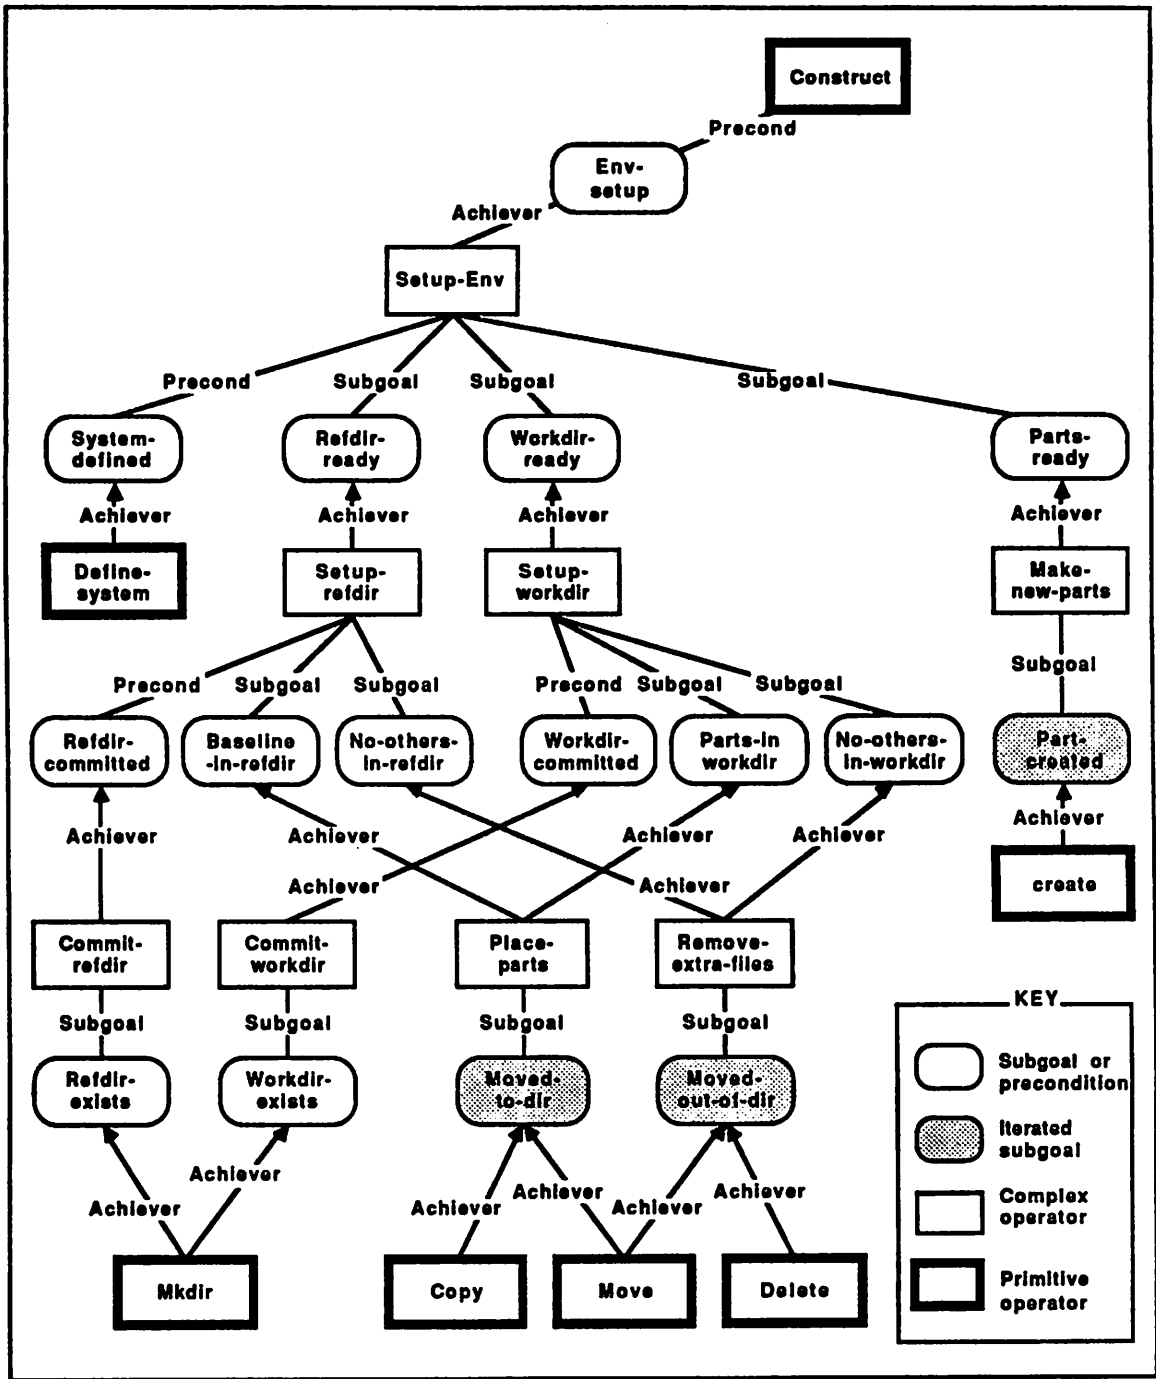 Construct
Precond
Env-
setup
Achiever
Setup-Env
Precond
Subgoal
Subgoal
Subgoal
System-
defined
Refdir-
ready
Workdir-
ready
Parts-
ready
Achiever
Achiever
Achiever
Achiever
Define-
system
Setup-
refdir
Setup-
workdir
Make-
new-parts
Subgoal
Precond
Subgoal
Subgoal
Precond
Subgoal
Subgoal
Refdir-
committed
Baseline
-in-refdir
No-others-
in-refdir
Workdir-
committed
Parts-in
workdir
No-others-
in-workdir
Part-
created
Achiever
Achiever
Achiever
Achiever
Achiever
Achiever
Achiever
create
Commit-
refdir
Commit-
workdir
Place-
parts
Remove-
extra-files
Subgoal
Subgoal
Subgoal
Subgoal
Refdir-
exists
Workdir-
exists
Moved-
to-dir
Moved-
out-of-dir
Achiever
Achiever
Achiever
Achiever
Achiever
Achiever
Mkdir
Copy
Move
Delete
KEY
Subgoal or
precondition
Iterated
subgoal
Complex
operator
Primitive
operator